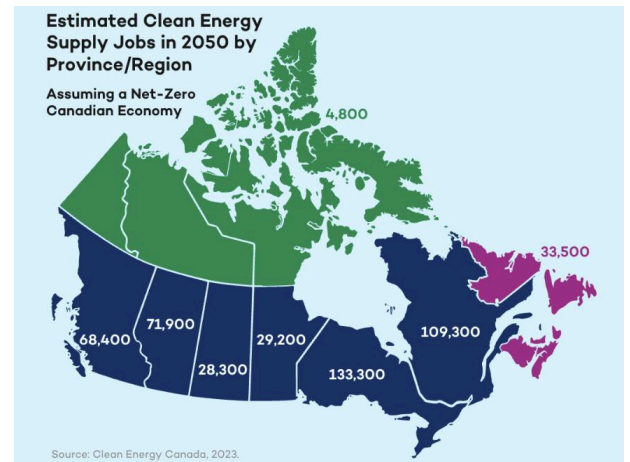 Estimated Clean Energy
Supply Jobs in 2050 by
Province/Region
Assuming a Net-Zero
Canadian Economy
4,800
33,500
68,400
71,900
28,300
29,200
133,300
109,300
Source: Clean Energy Canada, 2023.